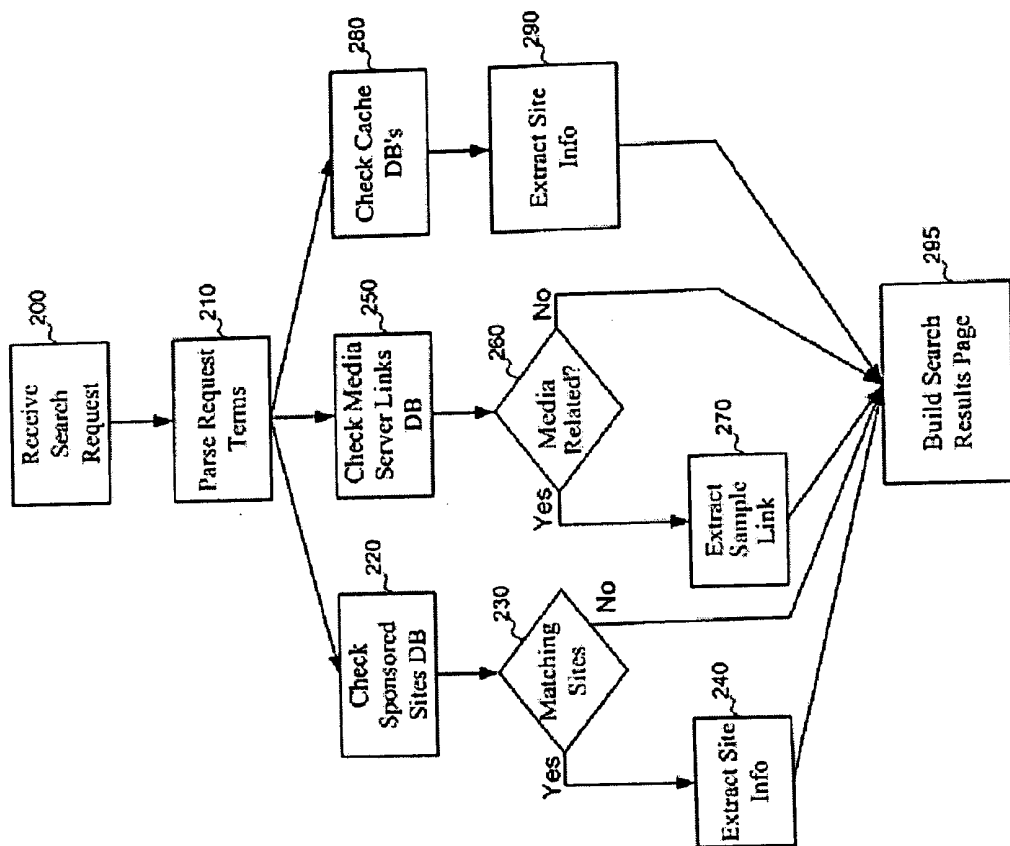 200
Receive
Search
Request
210
Parse Request
Terms
220
Check
Sponsored
Sites DB
230
Matching
Sites
Yes
No
240
Extract Site
Info
250
Check Media
Server Links
DB
260
Media
Related?
Yes
No
270
Extract
Sample
Link
280
Check Cache
DB's
290
Extract Site
Info
295
Build Search
Results Page